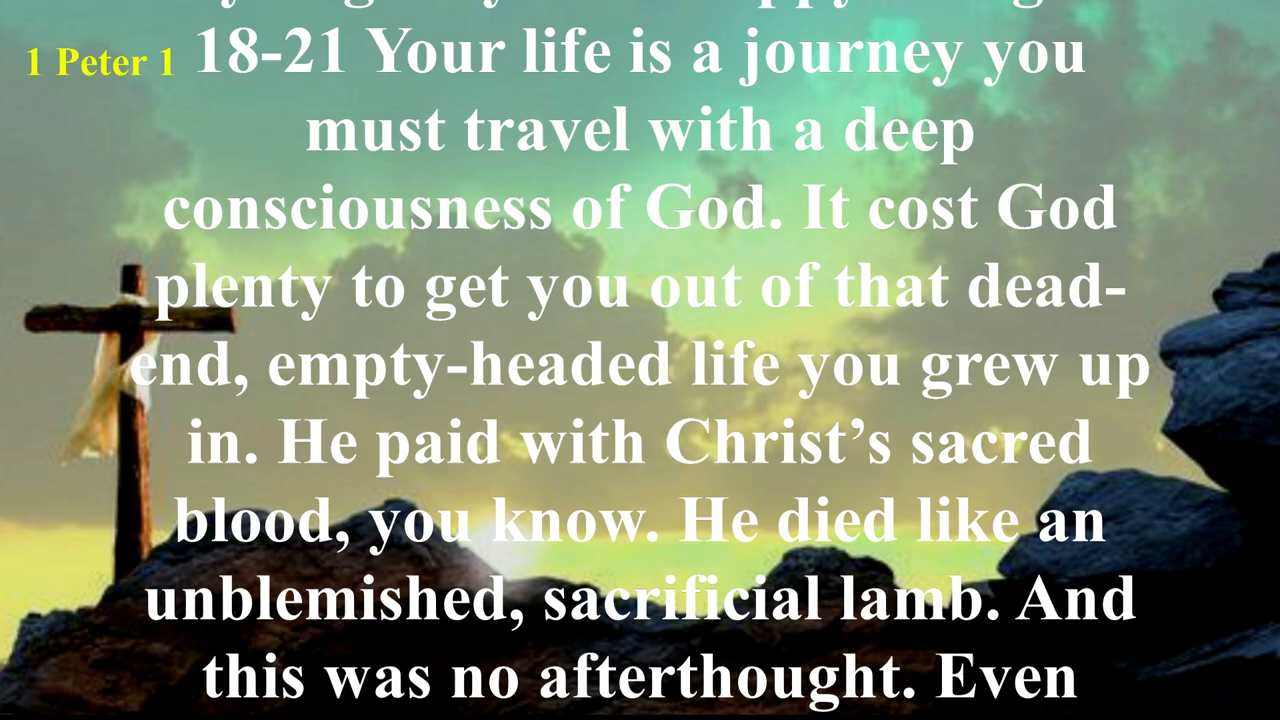 1 Peter 1
18-21 Your life is a journey you
must travel with a deep
consciousness of God. It cost God
plenty to get you out of that dead-
end, empty-headed life you grew up
in. He paid with Christ’s sacred
blood, you know. He died like an
unblemished, sacrificial lamb. And
this was no afterthought. Even